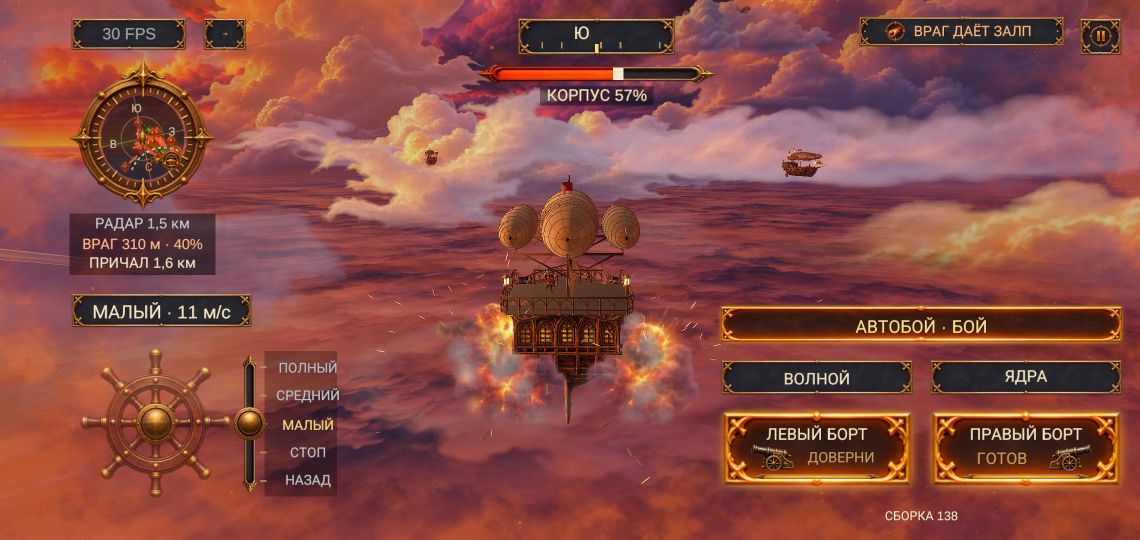 30 FPS
Ю
ВРАГ ДАЁТ ЗАЛП
КОРПУС 57%
Ю
В
З
С
РАДАР 1,5 км
ВРАГ 310 м · 40%
ПРИЧАЛ 1,6 км
МАЛЫЙ · 11 м/с
ПОЛНЫЙ
СРЕДНИЙ
МАЛЫЙ
СТОП
НАЗАД
АВТОБОЙ · БОЙ
ВОЛНОЙ
ЯДРА
ЛЕВЫЙ БОРТ
ДОВЕРНИ
ПРАВЫЙ БОРТ
ГОТОВ
СБОРКА 138